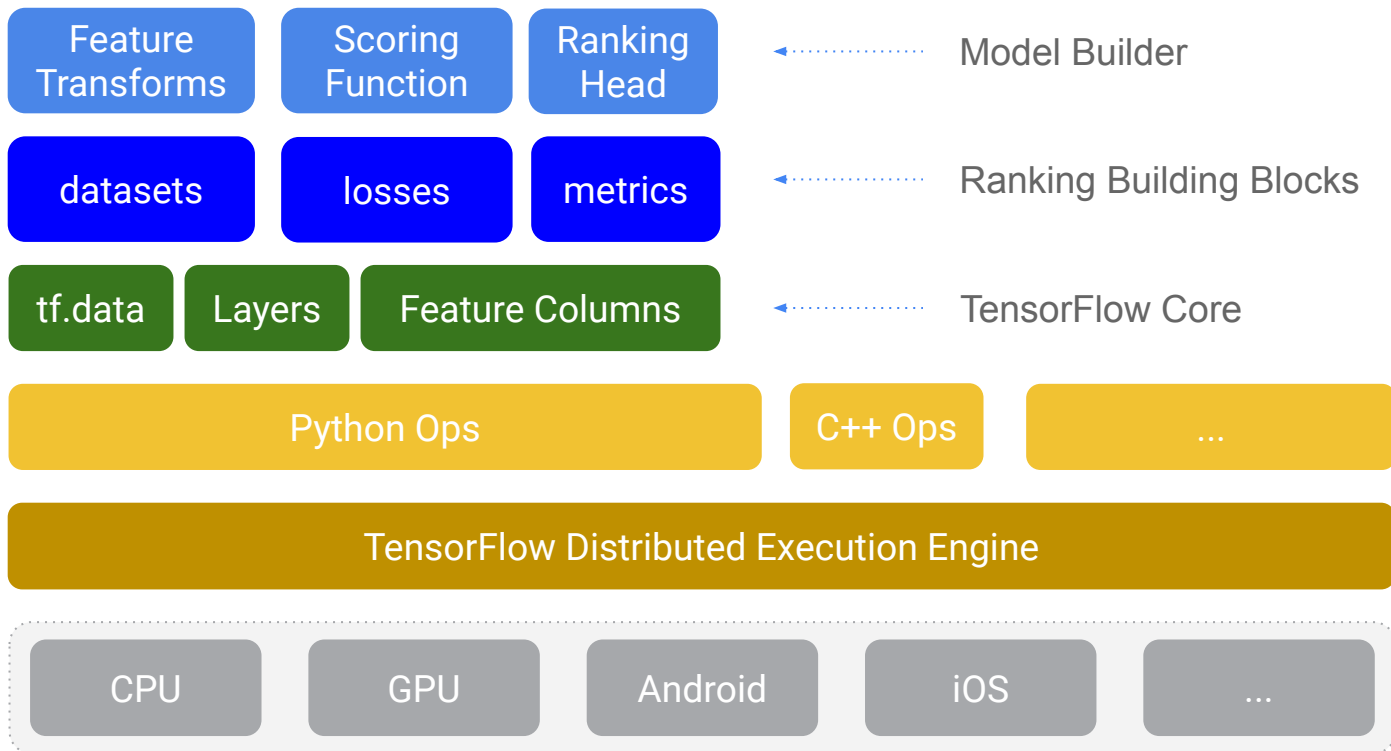 Feature
Transforms
Scoring
Function
Ranking
Head
Model Builder
datasets
losses
metrics
Ranking Building Blocks
tf.data
Layers
Feature Columns
TensorFlow Core
Python Ops
C++ Ops
...
TensorFlow Distributed Execution Engine
CPU
GPU
Android
iOS
...